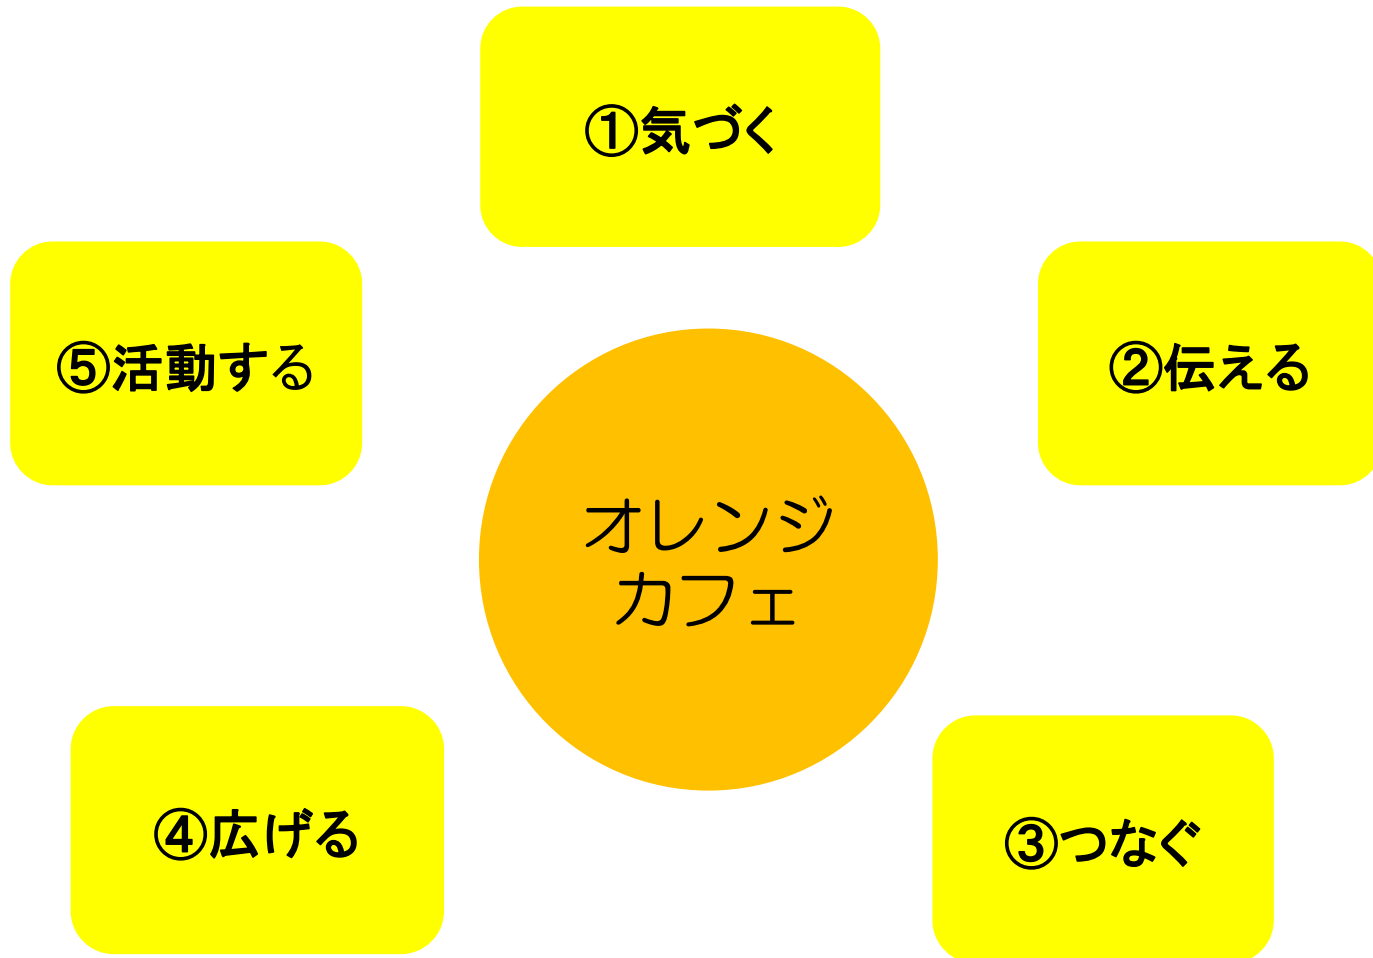 ①気づく
②伝える
③つなぐ
④広げる
⑤活動する
オレンジ
カフェ